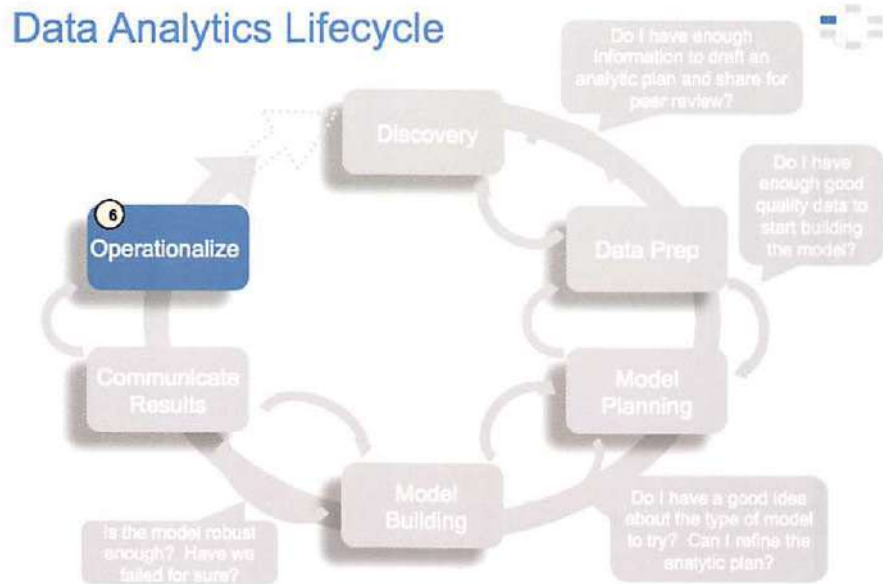 Data Analytics Lifecycle
Do I have enough
information to draft an
analytic plan and share for
peer review?
Discovery
Do I have
enough good
quality data to
start building
the model?
6
Operationalize
Data Prep
Communicate
Results
Model
Planning
Model
Building
Is the model robust
enough? Have we
failed for sure?
Do I have a good idea
about the type of model
to try? Can I refine the
analytic plan?